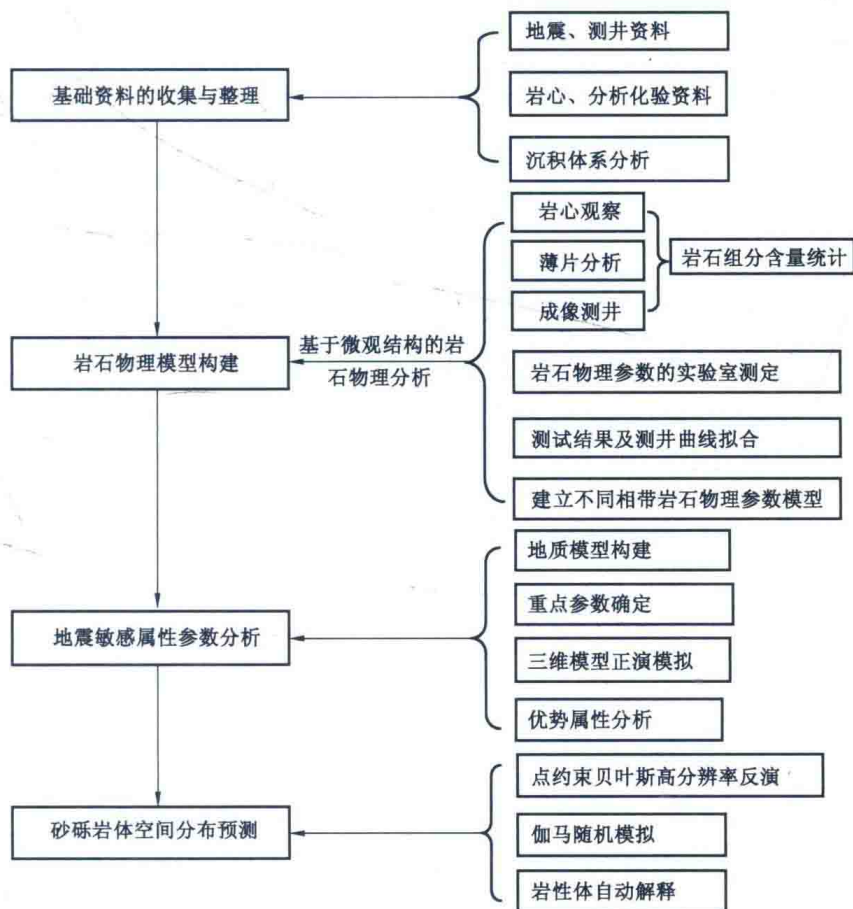 地震、测井资料
基础资料的收集与整理
岩心、分析化验资料
沉积体系分析
岩心观察
薄片分析
岩石组分含量统计
成像测井
岩石物理模型构建
基于微观结构的岩
石物理分析
岩石物理参数的实验室测定
测试结果及测井曲线拟合
建立不同相带岩石物理参数模型
地质模型构建
重点参数确定
地震敏感属性参数分析
三维模型正演模拟
优势属性分析
点约束贝叶斯高分辨率反演
砂砾岩体空间分布预测
伽马随机模拟
岩性体自动解释